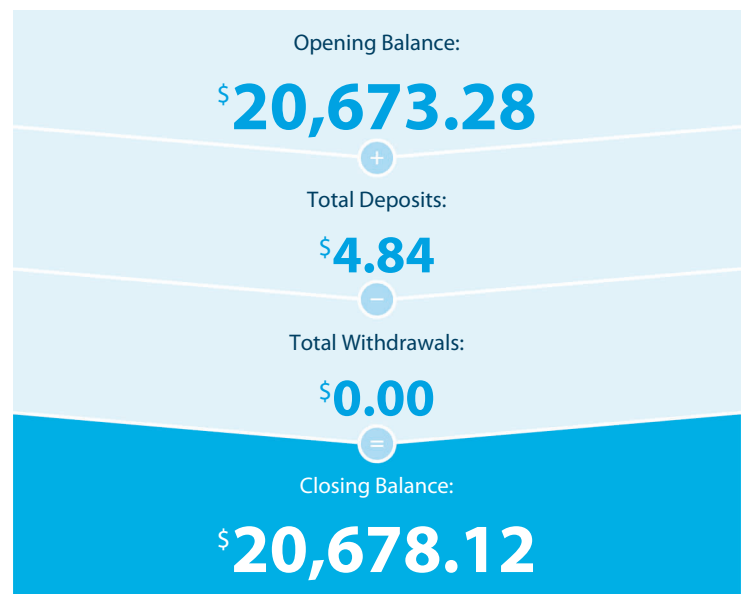 Opening Balance:
$20,673.28
+
Total Deposits:
$4.84
−
Total Withdrawals:
$0.00
=
Closing Balance:
$20,678.12